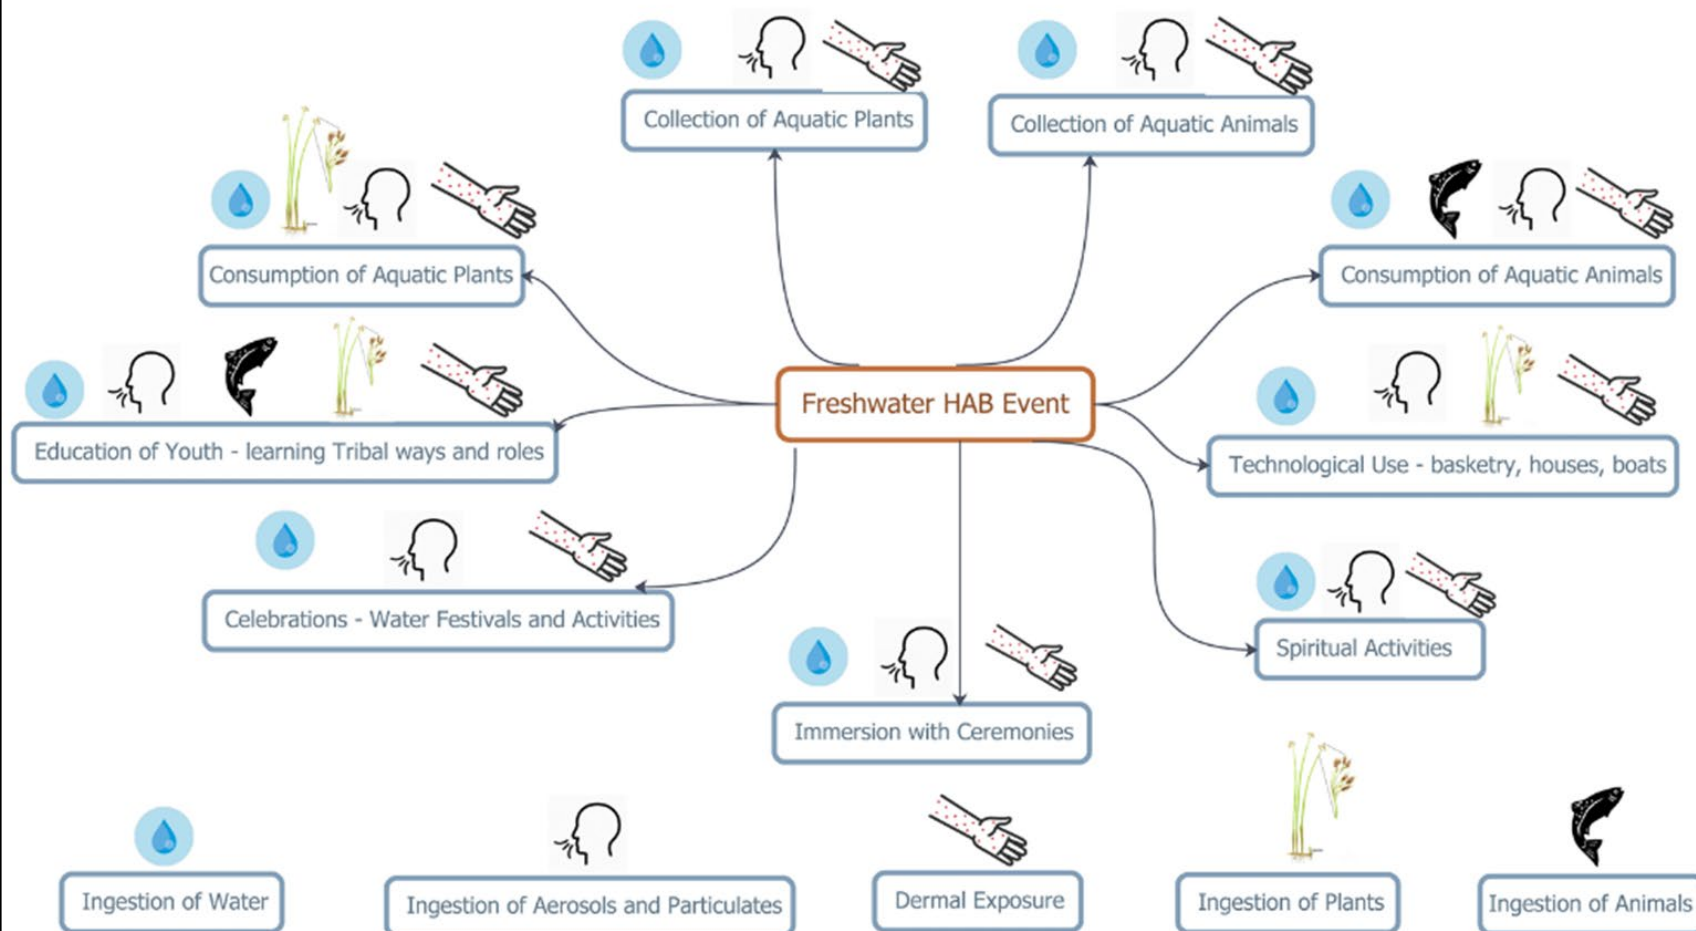 Collection of Aquatic Plants
Collection of Aquatic Animals
Consumption of Aquatic Plants
Consumption of Aquatic Animals
Freshwater HAB Event
Education of Youth - learning Tribal ways and roles
Technological Use - basketry, houses, boats
Celebrations - Water Festivals and Activities
Spiritual Activities
Immersion with Ceremonies
Ingestion of Water
Ingestion of Aerosols and Particulates
Dermal Exposure
Ingestion of Plants
Ingestion of Animals